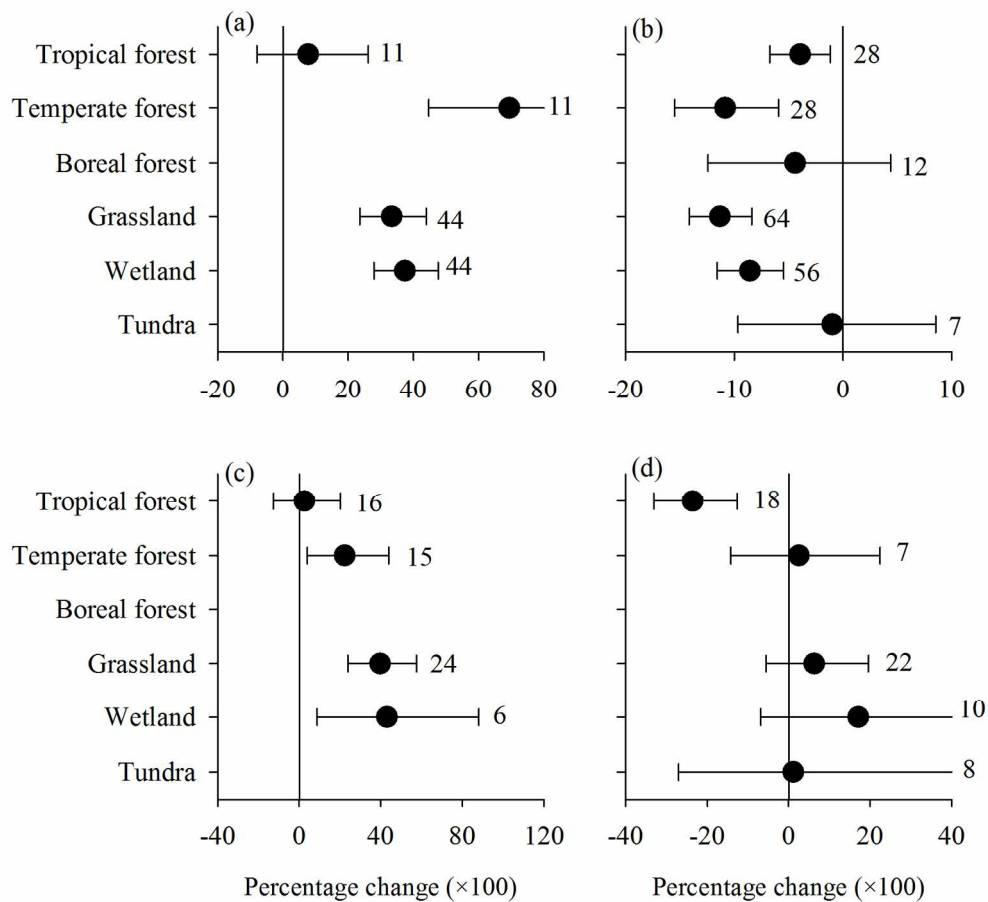 (a) (b)
Tropical forest 11 28
Temperate forest 11 28
Boreal forest 12
Grassland 44 64
Wetland 44 56
Tundra 7
-20 0 20 40 60 80 -20 -10 0 10
(c) (d)
Tropical forest 16 18
Temperate forest 15 7
Boreal forest
Grassland 24 22
Wetland 6 10
Tundra 8
-40 0 40 80 120 -40 -20 0 20 40
Percentage change (×100) Percentage change (×100)